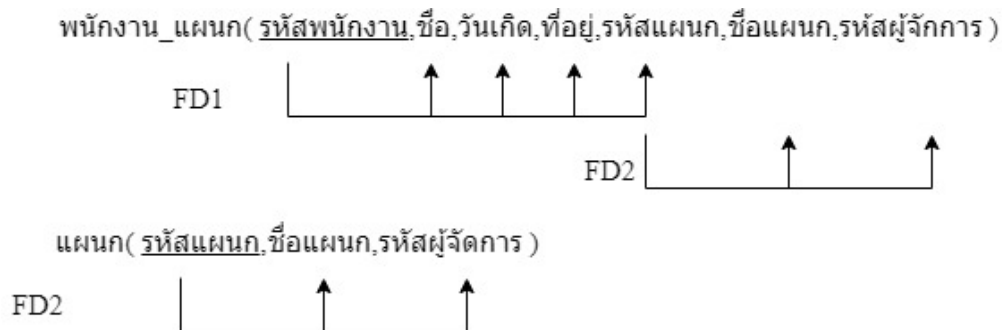 พนักงาน_แผนก( รหัสพนักงาน,ชื่อ,วันเกิด,ที่อยู่,รหัสแผนก,ชื่อแผนก,รหัสผู้จักการ )
FD1
FD2
แผนก( รหัสแผนก,ชื่อแผนก,รหัสผู้จัดการ )
FD2